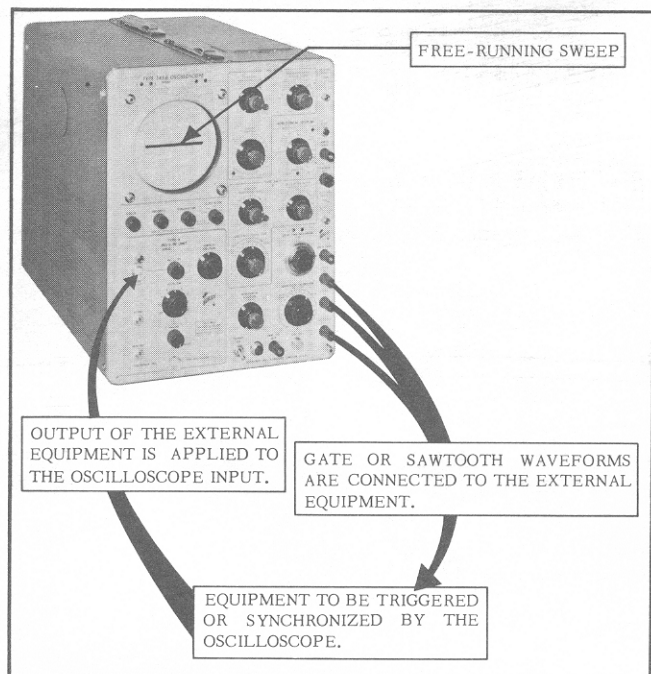 FREE-RUNNING SWEEP
OUTPUT OF THE EXTERNAL
EQUIPMENT IS APPLIED TO
THE OSCILLOSCOPE INPUT.
GATE OR SAWTOOTH WAVEFORMS
ARE CONNECTED TO THE EXTERNAL
EQUIPMENT.
EQUIPMENT TO BE TRIGGERED
OR SYNCHRONIZED BY THE
OSCILLOSCOPE.